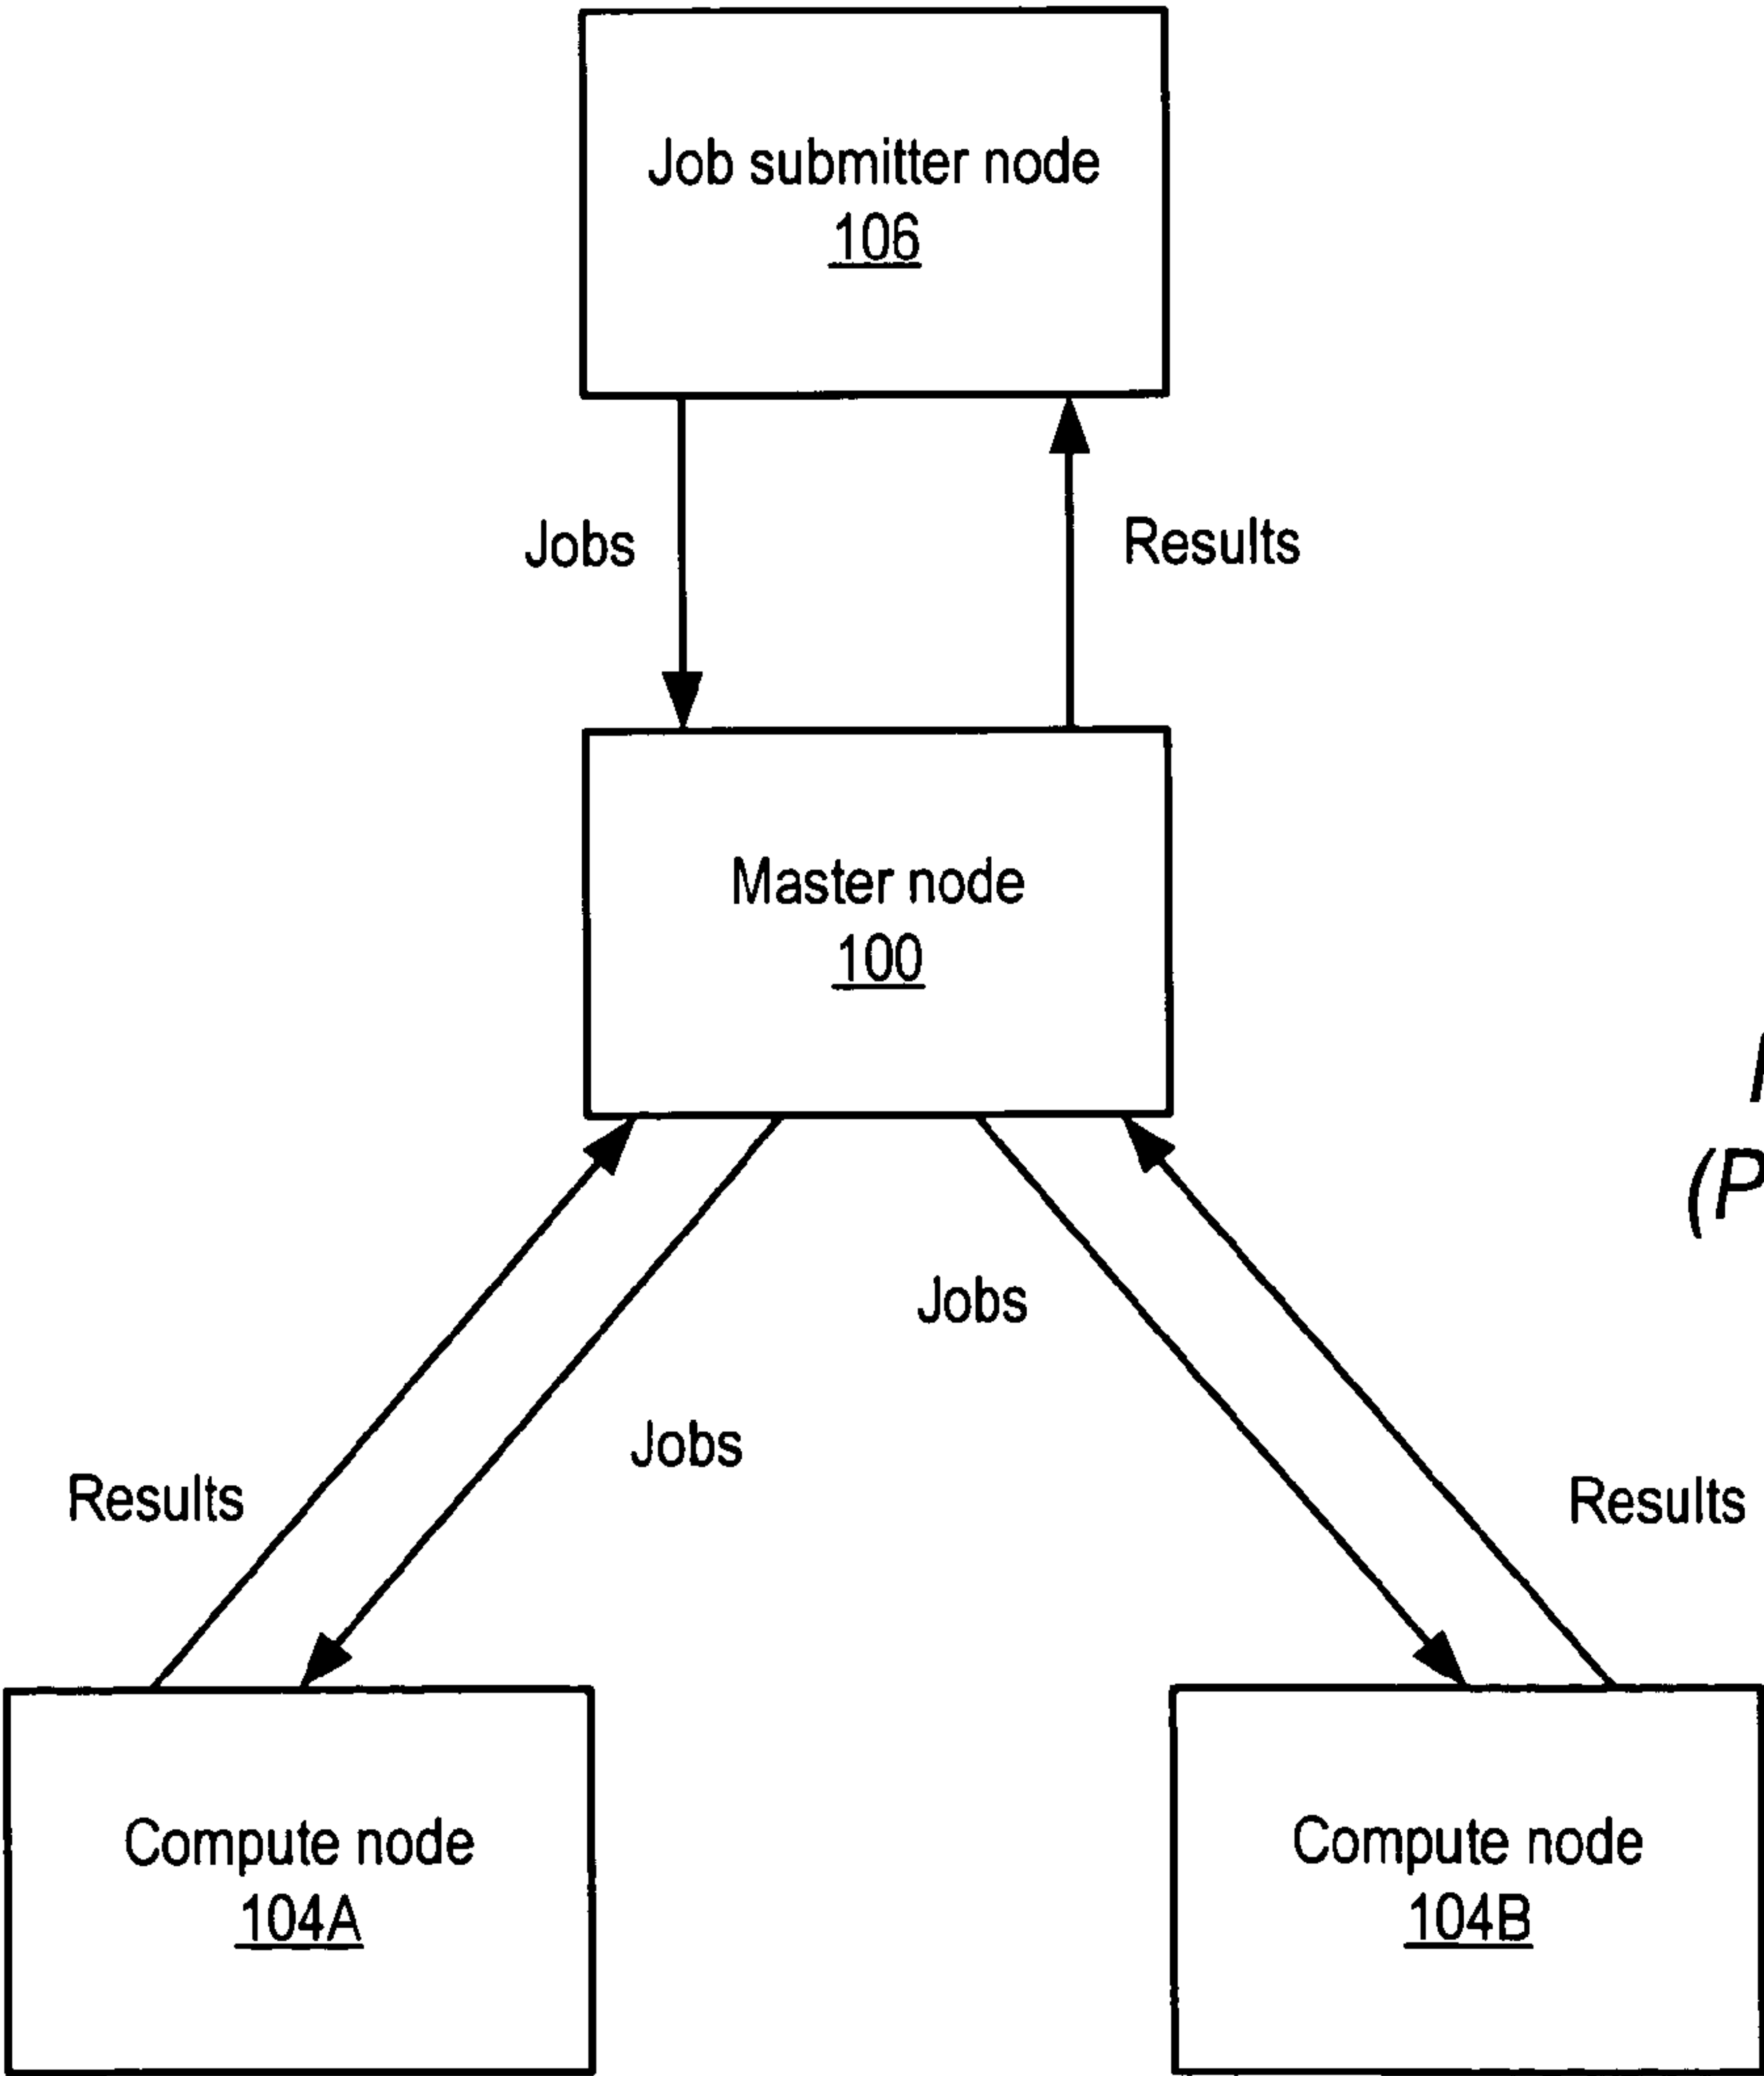 Job submitter node
106
Jobs
Results
Master node
100
(P
Jobs
Jobs
Results
Results
Compute node
104A
Compute node
104B